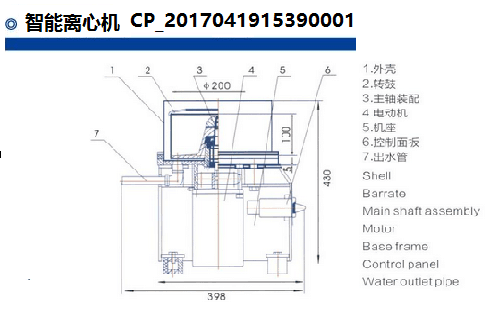 智能离心机 CP_2017041915390001
1 2 3 4 5 6
Φ200
1.外壳
2.转鼓
3.主轴装配
4.电动机
5.机座
6.控制面板
7.出水管
100
7
430
Shell
Barrate
Main shaft assembly
Motor
Base frame
Control panel
Water outlet pipe
398